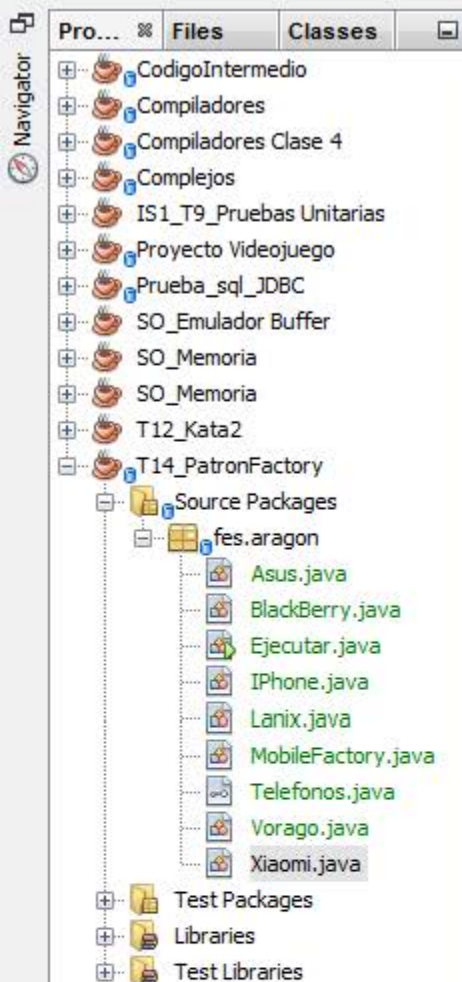 Pro...
Files
Classes
Navigator
CodigoIntermedio
Compiladores
Compiladores Clase 4
Complejos
IS1_T9_Pruebas Unitarias
Proyecto Videojuego
Prueba_sql_JDBC
SO_Emulador Buffer
SO_Memoria
SO_Memoria
T12_Kata2
T14_PatronFactory
Source Packages
fes.aragon
Asus.java
BlackBerry.java
Ejecutar.java
IPhone.java
Lanix.java
MobileFactory.java
Telefonos.java
Vorago.java
Xiaomi.java
Test Packages
Libraries
Test Libraries